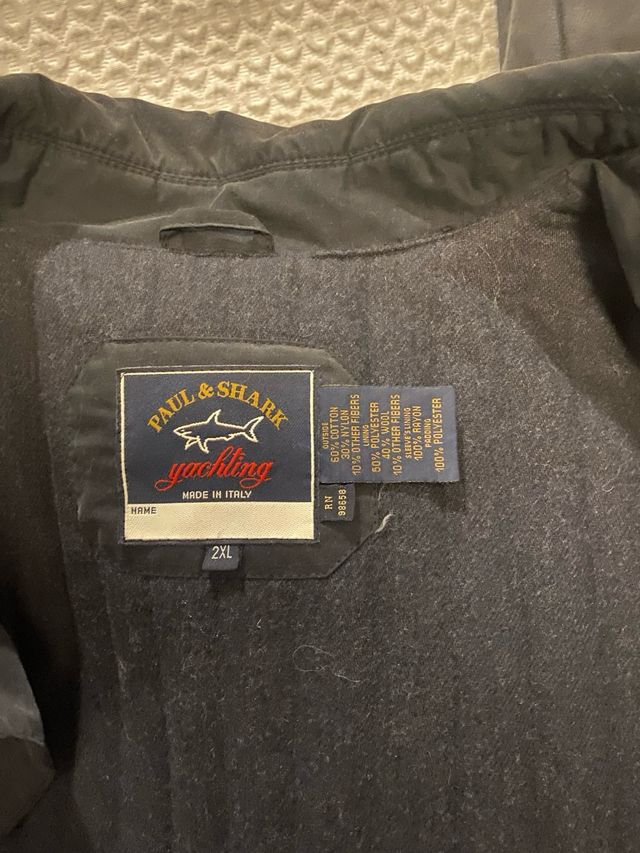 PAUL & SHARK
yachting
MADE IN ITALY
NAME
2XL
OUTSIDE
60% COTTON
30% NYLON
10% OTHER FIBERS
LINING
50% POLYESTER
40% WOOL
10% OTHER FIBERS
SLEEVE'S LINING
100% RAYON
PADDING
100% POLYESTER
RN
98658